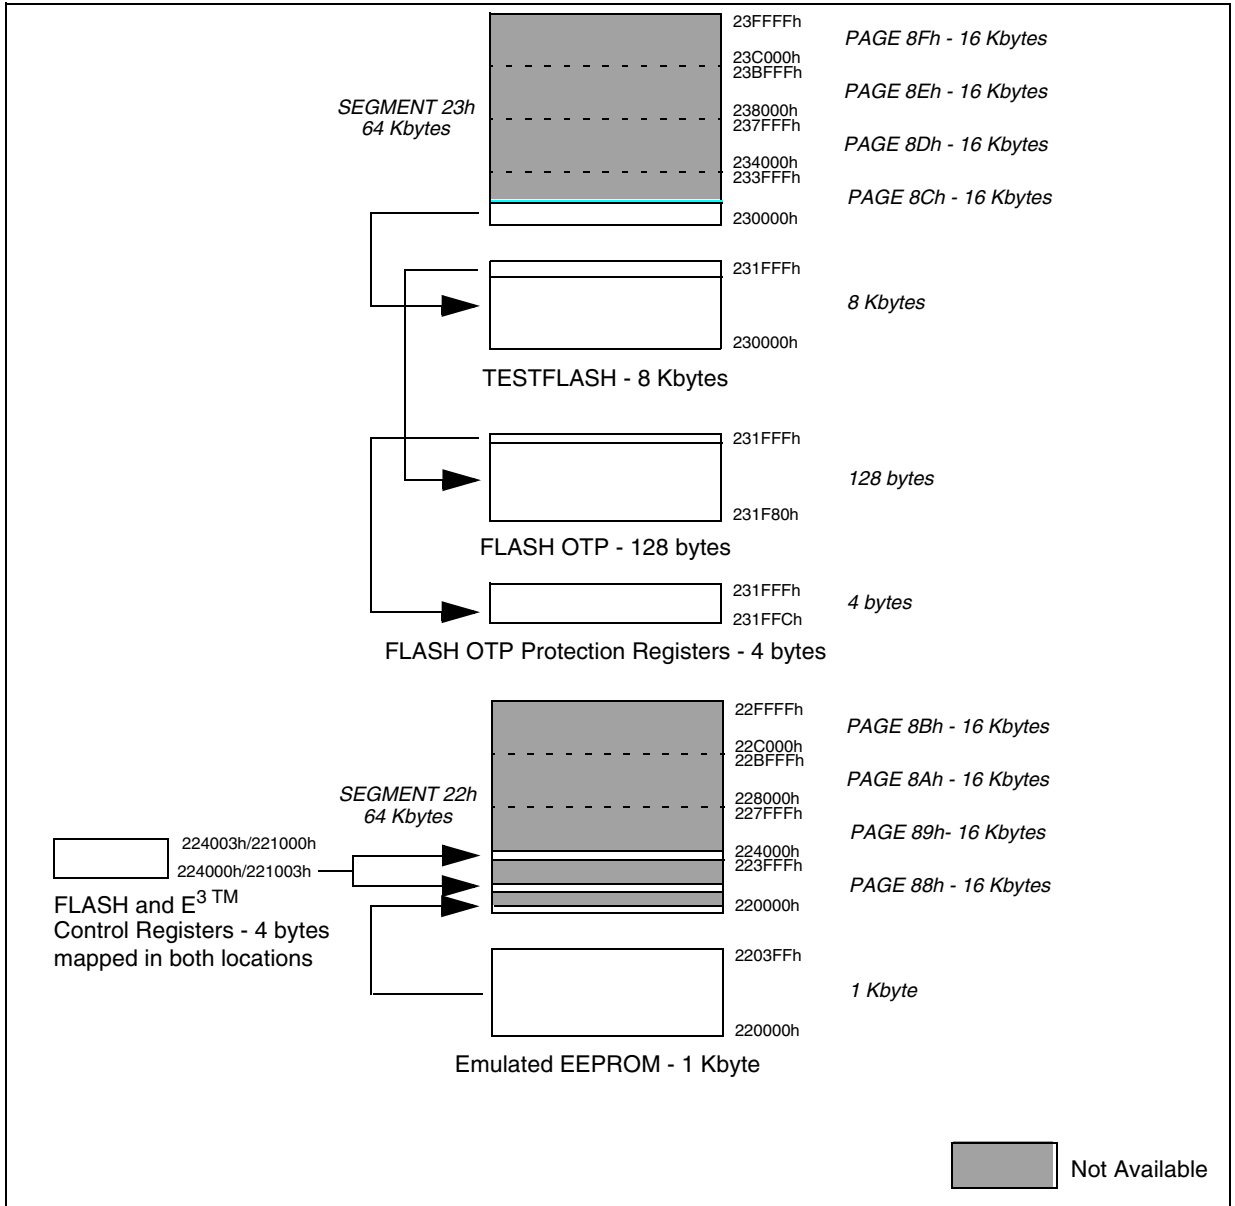 23FFFFh
PAGE 8Fh - 16 Kbytes
23C000h
23BFFFh
PAGE 8Eh - 16 Kbytes
SEGMENT 23h
64 Kbytes
238000h
237FFFh
PAGE 8Dh - 16 Kbytes
234000h
233FFFh
PAGE 8Ch - 16 Kbytes
230000h
231FFFh
8 Kbytes
230000h
TESTFLASH - 8 Kbytes
231FFFh
128 bytes
231F80h
FLASH OTP - 128 bytes
231FFFh
4 bytes
231FFCh
FLASH OTP Protection Registers - 4 bytes
22FFFFh
PAGE 8Bh - 16 Kbytes
22C000h
22BFFFh
PAGE 8Ah - 16 Kbytes
SEGMENT 22h
64 Kbytes
228000h
227FFFh
PAGE 89h- 16 Kbytes
224003h/221000h
224000h
223FFFh
224000h/221003h
PAGE 88h - 16 Kbytes
220000h
FLASH and E3 TM
Control Registers - 4 bytes
mapped in both locations
2203FFh
1 Kbyte
220000h
Emulated EEPROM - 1 Kbyte
Not Available